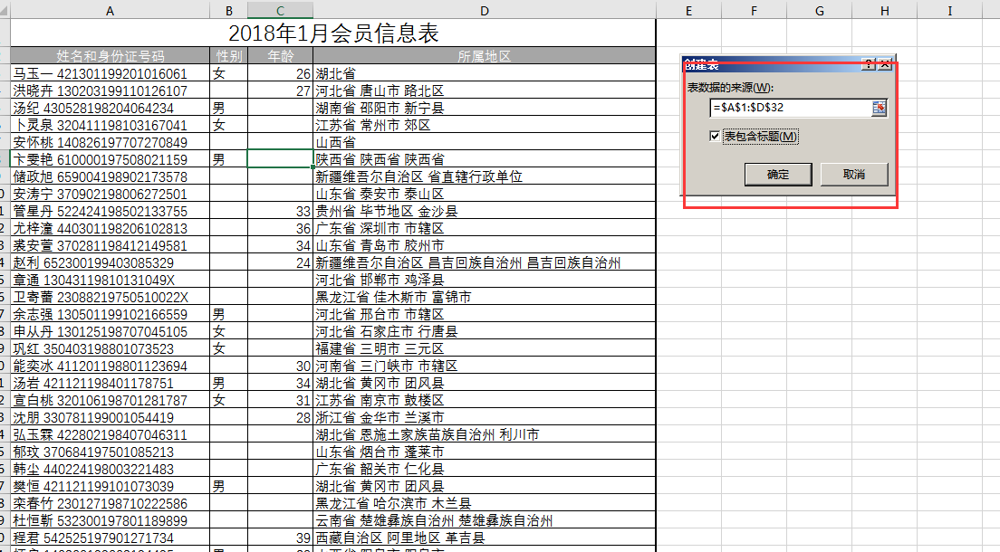 A B C D E F G H I
2018年1月会员信息表
姓名和身份证号码 性别 年龄 所属地区
马玉一 421301199201016061 女 26 湖北省
洪晓卉 130203199110126107 27 河北省 唐山市 路北区
汤纪 430528198204064234 男 湖南省 邵阳市 新宁县
卜灵泉 320411198103167041 女 江苏省 常州市 郊区
安怀桃 140826197707270849 山西省
卞雯艳 610000197508021159 男 陕西省 陕西省 陕西省
储政旭 659004198902173578 新疆维吾尔自治区 省直辖行政单位
安涛宁 370902198006272501 山东省 泰安市 泰山区
管星丹 522424198502133755 33 贵州省 毕节地区 金沙县
尤梓潼 440301198206102813 36 广东省 深圳市 市辖区
裘安萱 370281198412149581 34 山东省 青岛市 胶州市
赵利 652300199403085329 24 新疆维吾尔自治区 昌吉回族自治州 昌吉回族自治州
章通 13043119810131049X 河北省 邯郸市 鸡泽县
卫寄蕾 23088219750510022X 黑龙江省 佳木斯市 富锦市
余志强 130501199102166559 男 河北省 邢台市 市辖区
申从丹 130125198707045105 女 河北省 石家庄市 行唐县
巩红 350403198801073523 女 福建省 三明市 三元区
能奕冰 411201198801123694 30 河南省 三门峡市 市辖区
汤岩 421121198401178751 男 34 湖北省 黄冈市 团风县
宣白桃 320106198701281787 女 31 江苏省 南京市 鼓楼区
沈朋 330781199001054419 28 浙江省 金华市 兰溪市
弘玉霖 422802198407046311 湖北省 恩施土家族苗族自治州 利川市
郁玟 370684197501085213 山东省 烟台市 蓬莱市
韩尘 440224198003221483 广东省 韶关市 仁化县
樊恒 421121199101073039 男 湖北省 黄冈市 团风县
栾春竹 230127198710222586 黑龙江省 哈尔滨市 木兰县
杜恒靳 532300197801189899 云南省 楚雄彝族自治州 楚雄彝族自治州
程君 542525197901271734 39 西藏自治区 阿里地区 革吉县
创建表
表数据的来源(W):
=$A$1:$D$32
表包含标题(M)
确定 取消